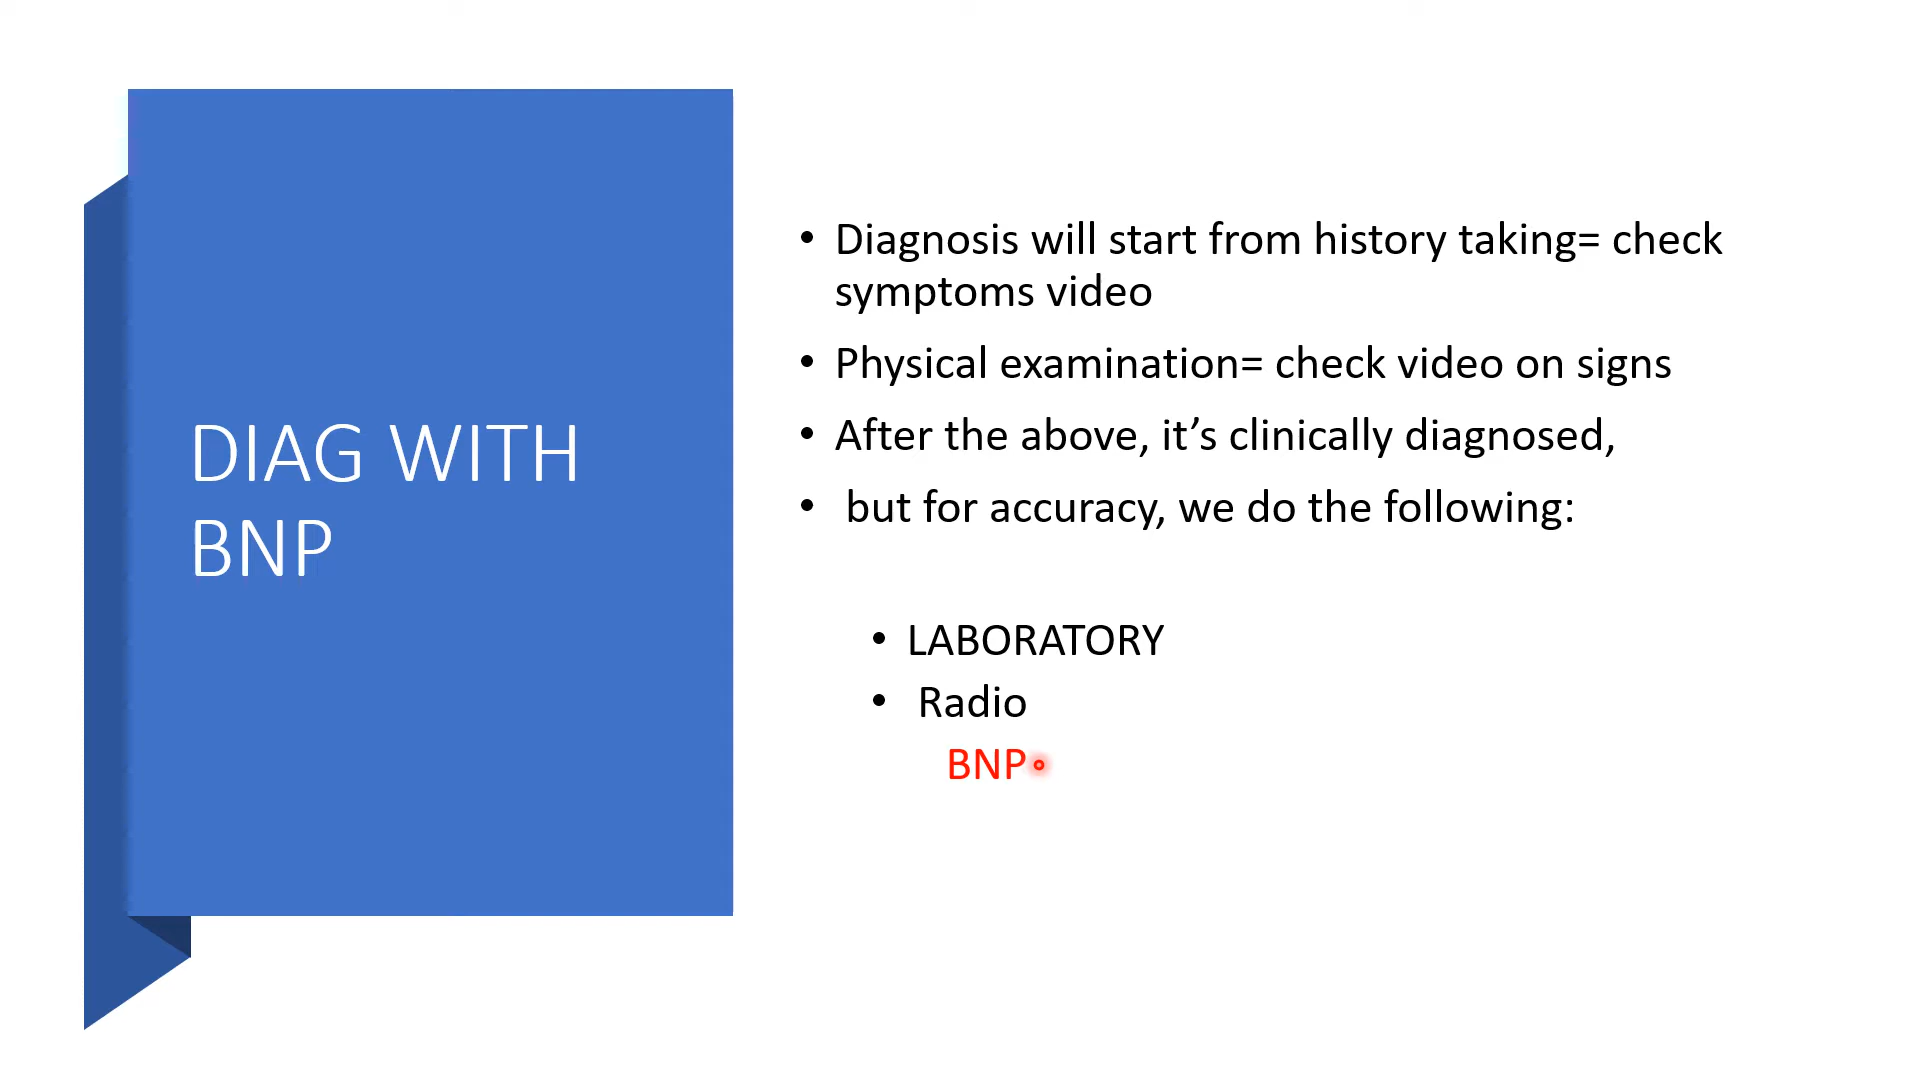 DIAG WITH
BNP
• Diagnosis will start from history taking= check
symptoms video
• Physical examination= check video on signs
• After the above, it’s clinically diagnosed,
• but for accuracy, we do the following:
• LABORATORY
• Radio
BNP